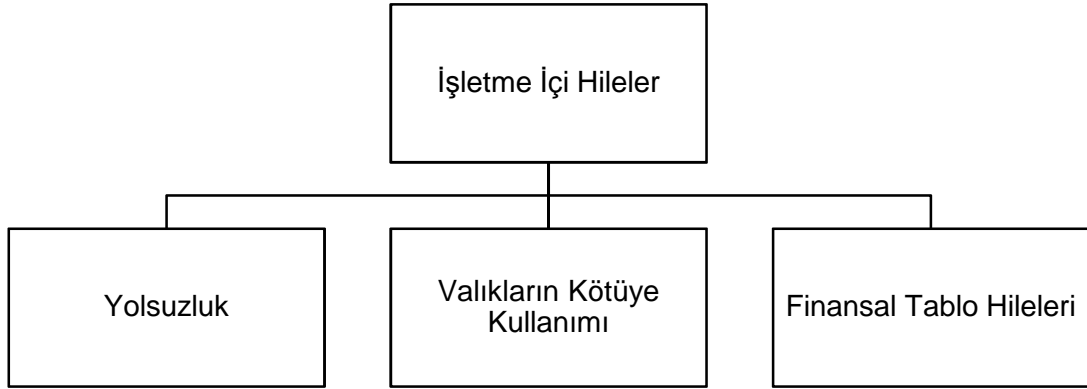 İşletme İçi Hileler
Yolsuzluk
Valıkların Kötüye
Kullanımı
Finansal Tablo Hileleri